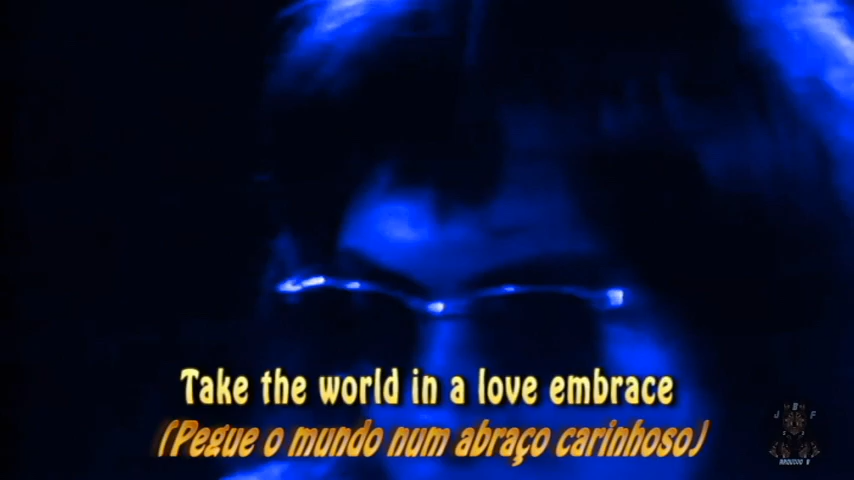 Take the world in a love embrace
(Pegue o mundo num abraço carinhoso)
J B F